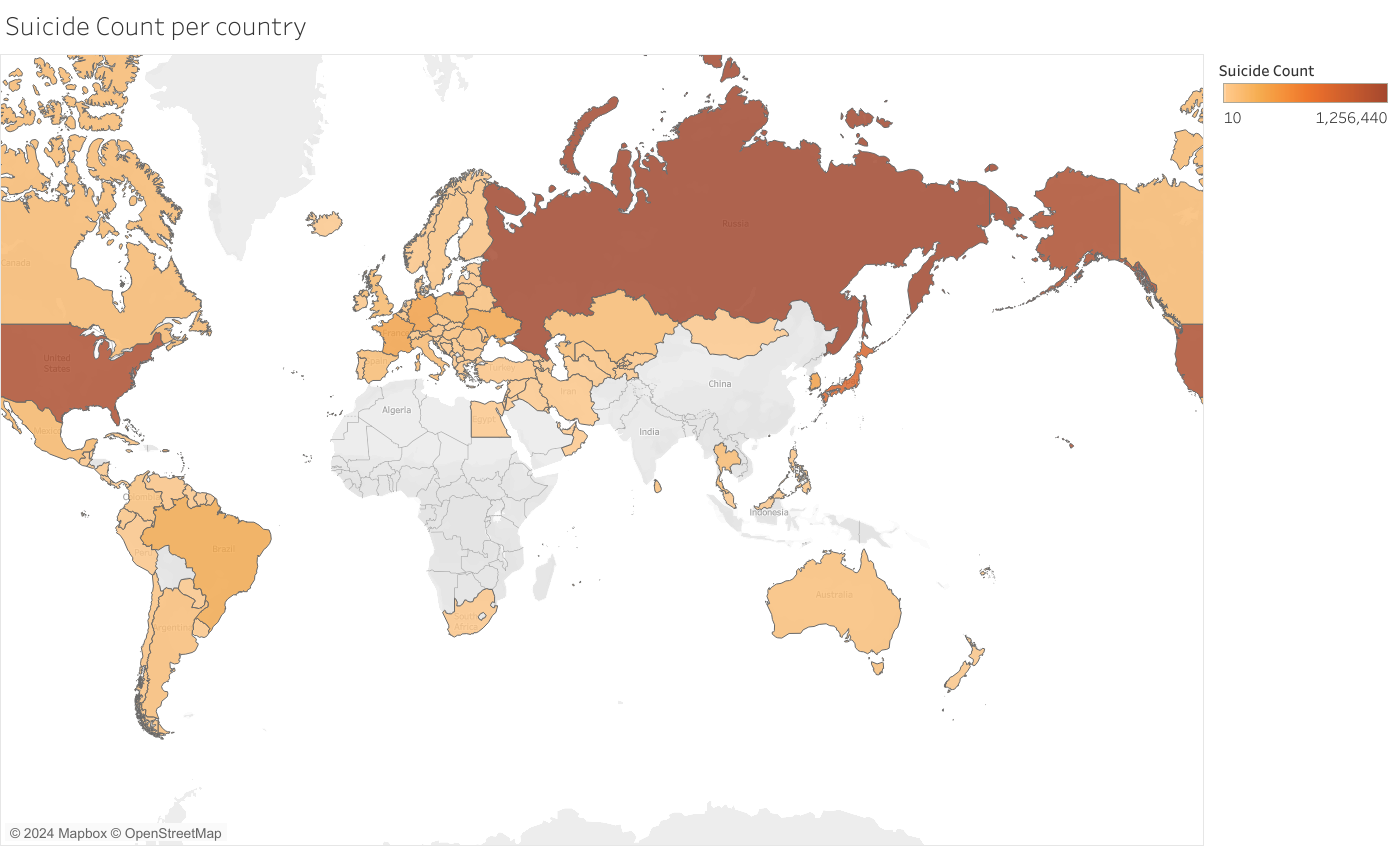 Suicide Count per country
Suicide Count
10
1,256,440
Russia
Canada
United
States
France
Turkey
Iran
China
Algeria
Egypt
India
Mexico
Colombia
Indonesia
Peru
Brazil
Australia
Argentina
South
Africa
© 2024 Mapbox © OpenStreetMap